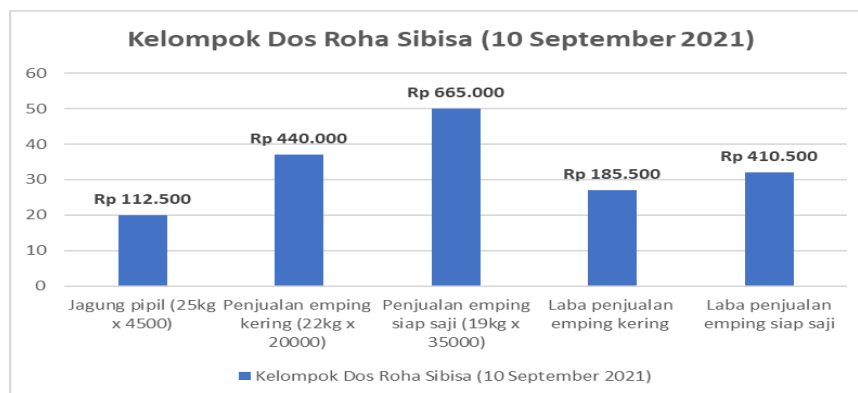 Kelompok Dos Roha Sibisa (10 September 2021)
60
50
40
30
20
10
0
Rp 112.500
Rp 440.000
Rp 665.000
Rp 185.500
Rp 410.500
Jagung pipil (25kg
x 4500)
Penjualan emping
kering (22kg x
20000)
Penjualan emping
siap saji (19kg x
35000)
Laba penjualan
emping kering
Laba penjualan
emping siap saji
Kelompok Dos Roha Sibisa (10 September 2021)